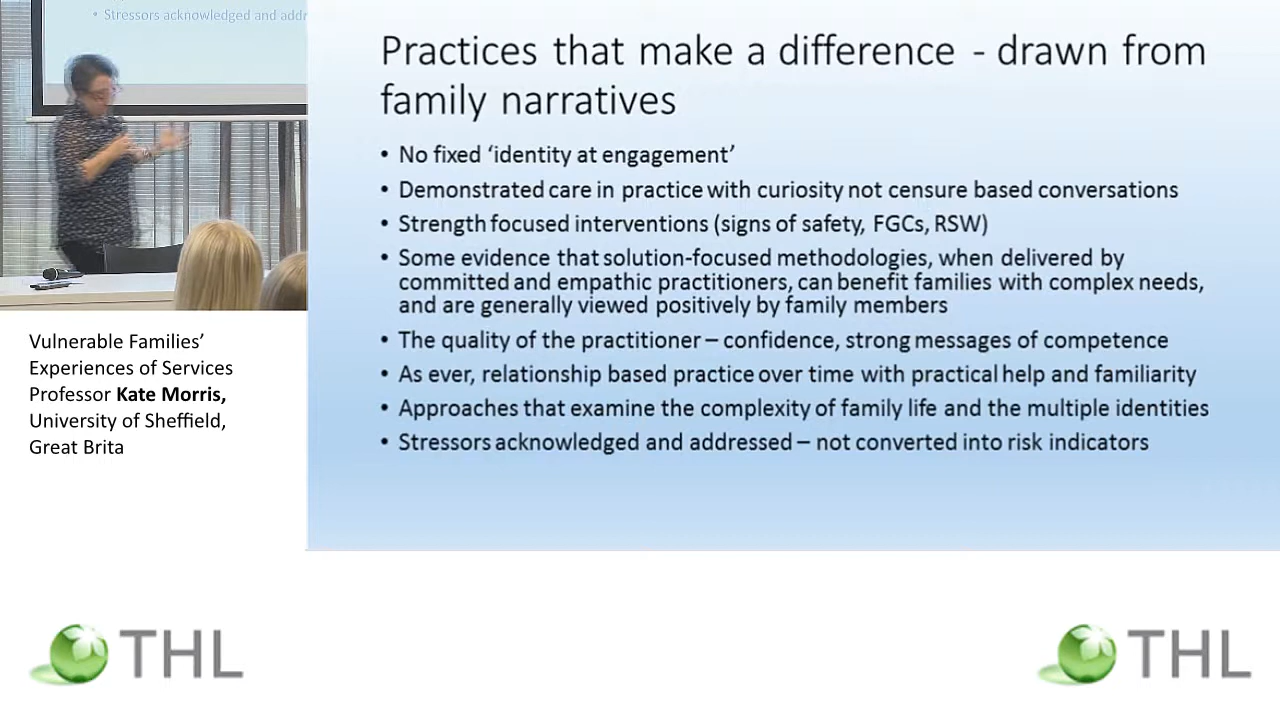 • Stressors acknowledged and addr
Practices that make a difference - drawn from
family narratives
• No fixed ‘identity at engagement’
• Demonstrated care in practice with curiosity not censure based conversations
• Strength focused interventions (signs of safety, FGCs, RSW)
• Some evidence that solution-focused methodologies, when delivered by
committed and empathic practitioners, can benefit families with complex needs,
and are generally viewed positively by family members
• The quality of the practitioner – confidence, strong messages of competence
• As ever, relationship based practice over time with practical help and familiarity
• Approaches that examine the complexity of family life and the multiple identities
• Stressors acknowledged and addressed – not converted into risk indicators
Vulnerable Families’
Experiences of Services
Professor Kate Morris,
University of Sheffield,
Great Brita
THL
THL